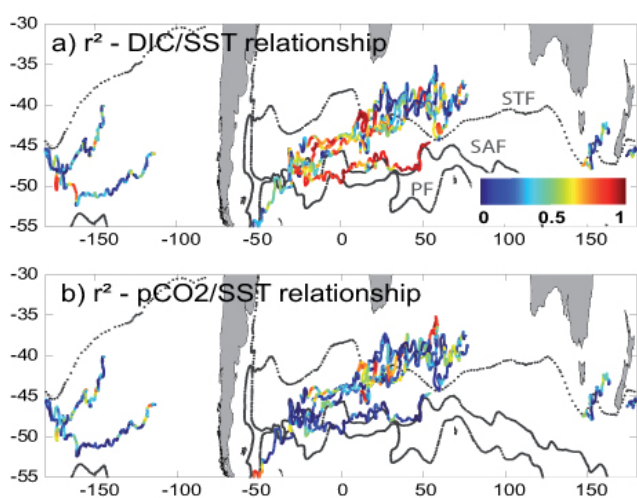 -30
a) r² - DIC/SST relationship
-35
-40
STF
-45
SAF
-50
PF
-55
0 0.5 1
-150 -100 -50 0 50 100 150
-30
b) r² - pCO2/SST relationship
-35
-40
-45
-50
-55
-150 -100 -50 0 50 100 150